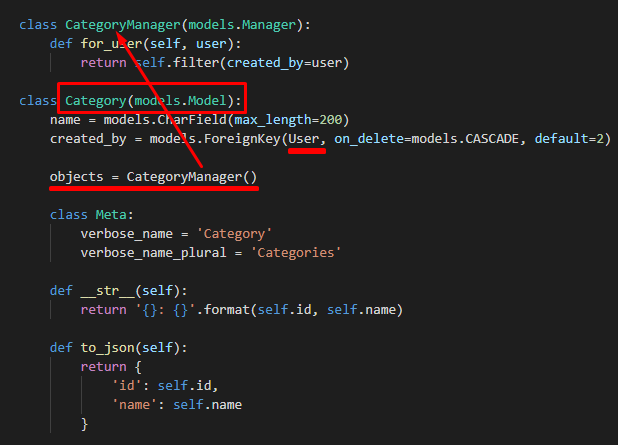 class CategoryManager(models.Manager):
def for_user(self, user):
return self.filter(created_by=user)
class Category(models.Model):
name = models.CharField(max_length=200)
created_by = models.ForeignKey(User, on_delete=models.CASCADE, default=2)
objects = CategoryManager()
class Meta:
verbose_name = 'Category'
verbose_name_plural = 'Categories'
def __str__(self):
return '{}: {}'.format(self.id, self.name)
def to_json(self):
return {
'id': self.id,
'name': self.name
}